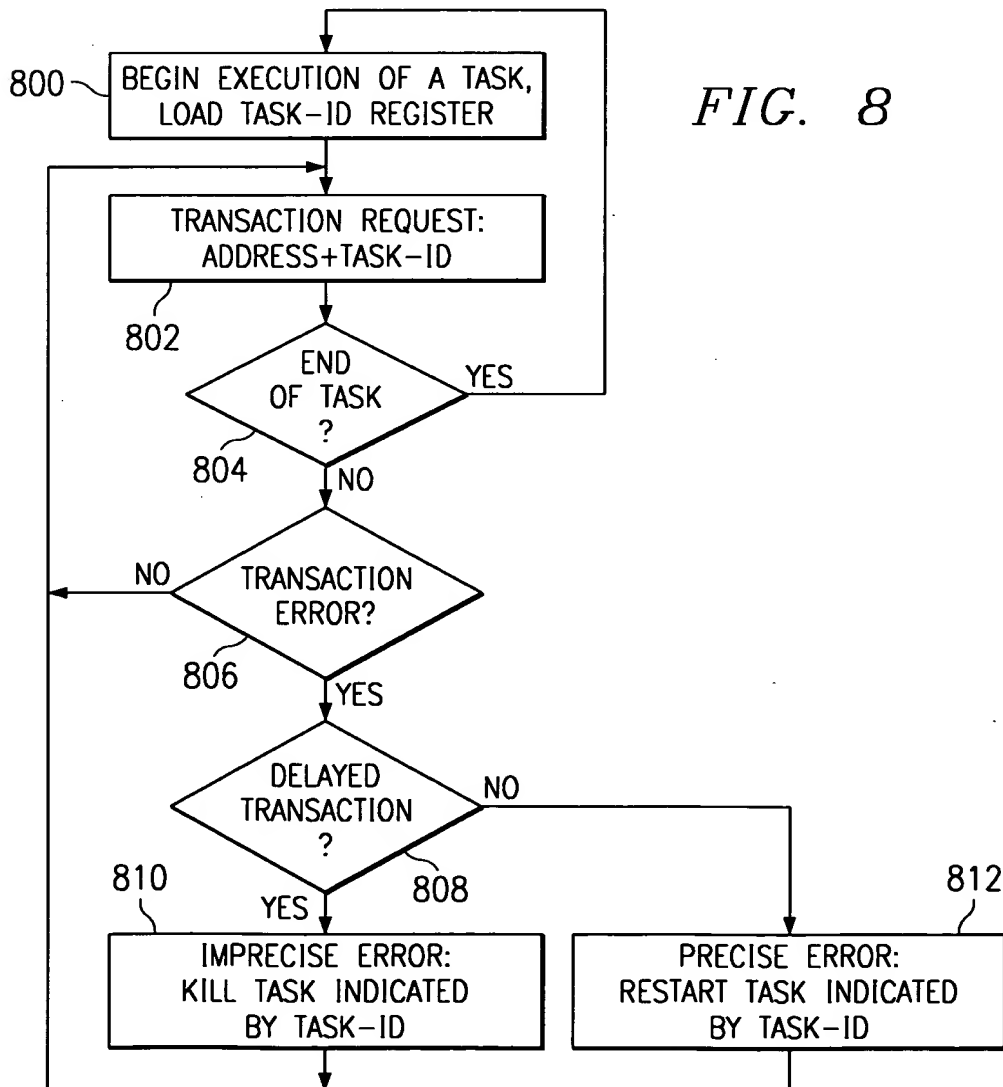 FIG. 8
800
BEGIN EXECUTION OF A TASK,
LOAD TASK-ID REGISTER
TRANSACTION REQUEST:
ADDRESS+TASK-ID
802
END
OF TASK
?
YES
804
NO
TRANSACTION
ERROR?
NO
806
YES
DELAYED
TRANSACTION
?
NO
808
YES
810
IMPRECISE ERROR:
KILL TASK INDICATED
BY TASK-ID
812
PRECISE ERROR:
RESTART TASK INDICATED
BY TASK-ID